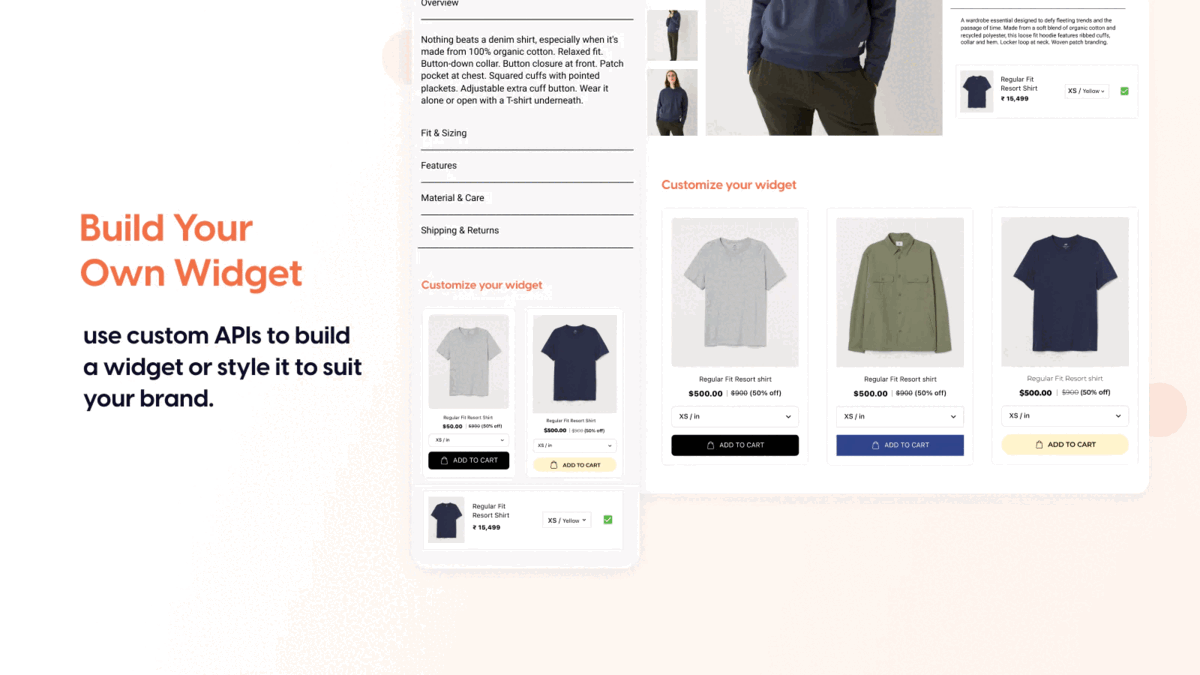 Build Your
Own Widget
use custom APIs to build
a widget or style it to suit
your brand.
Overview
Nothing beats a denim shirt, especially when it's
made from 100% organic cotton. Relaxed fit.
Button-down collar. Button closure at front. Patch
pocket at chest. Squared cuffs with pointed
plackets. Adjustable extra cuff button. Wear it
alone or open with a T-shirt underneath.
Fit & Sizing
Features
Material & Care
Shipping & Returns
Customize your widget
Regular Fit Resort Shirt
$50.00 | $900 (50% off)
XS / in
ADD TO CART
Regular Fit Resort Shirt
$500.00 | $900 (50% off)
XS / in
ADD TO CART
Regular Fit
Resort Shirt
₹ 15,499
XS / Yellow
A wardrobe essential designed to defy fleeting trends and the
passage of time. Made from a soft blend of organic cotton and
recycled polyester, this loose fit hoodie features ribbed cuffs,
collar and hem. Locker loop at neck. Woven patch branding.
Regular Fit
Resort Shirt
₹ 15,499
XS / Yellow
Customize your widget
Regular Fit Resort shirt
$500.00 | $900 (50% off)
XS / in
ADD TO CART
Regular Fit Resort shirt
$500.00 | $900 (50% off)
XS / in
ADD TO CART
Regular Fit Resort shirt
$500.00 | $900 (50% off)
XS / in
ADD TO CART